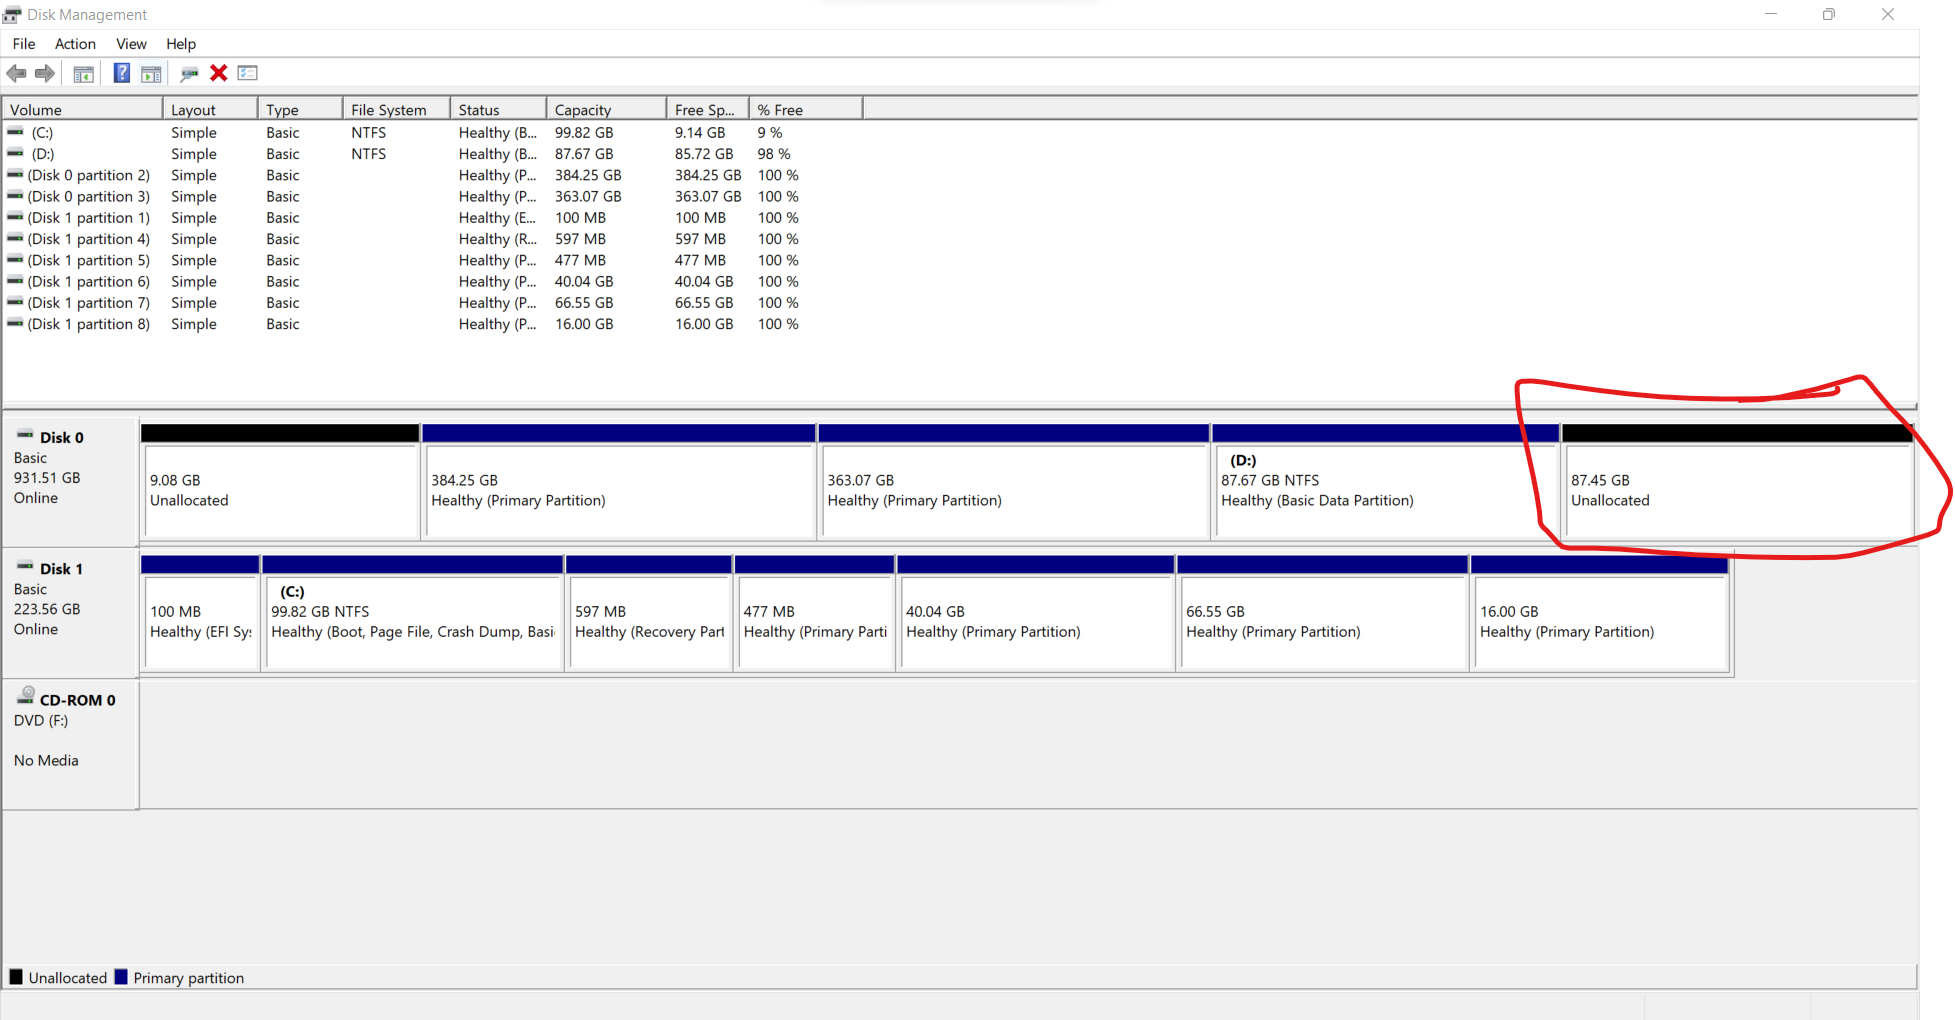 Disk Management
File Action View Help
Volume Layout Type File System Status Capacity Free Sp... % Free
(C:) Simple Basic NTFS Healthy (B... 99.82 GB 9.14 GB 9 %
(D:) Simple Basic NTFS Healthy (B... 87.67 GB 85.72 GB 98 %
(Disk 0 partition 2) Simple Basic Healthy (P... 384.25 GB 384.25 GB 100 %
(Disk 0 partition 3) Simple Basic Healthy (P... 363.07 GB 363.07 GB 100 %
(Disk 1 partition 1) Simple Basic Healthy (E... 100 MB 100 MB 100 %
(Disk 1 partition 4) Simple Basic Healthy (R... 597 MB 597 MB 100 %
(Disk 1 partition 5) Simple Basic Healthy (P... 477 MB 477 MB 100 %
(Disk 1 partition 6) Simple Basic Healthy (P... 40.04 GB 40.04 GB 100 %
(Disk 1 partition 7) Simple Basic Healthy (P... 66.55 GB 66.55 GB 100 %
(Disk 1 partition 8) Simple Basic Healthy (P... 16.00 GB 16.00 GB 100 %
Disk 0
Basic
931.51 GB
Online
9.08 GB
Unallocated
384.25 GB
Healthy (Primary Partition)
363.07 GB
Healthy (Primary Partition)
(D:)
87.67 GB NTFS
Healthy (Basic Data Partition)
87.45 GB
Unallocated
Disk 1
Basic
223.56 GB
Online
100 MB
Healthy (EFI Sys
(C:)
99.82 GB NTFS
Healthy (Boot, Page File, Crash Dump, Basi
597 MB
Healthy (Recovery Part
477 MB
Healthy (Primary Parti
40.04 GB
Healthy (Primary Partition)
66.55 GB
Healthy (Primary Partition)
16.00 GB
Healthy (Primary Partition)
CD-ROM 0
DVD (F:)
No Media
Unallocated Primary partition